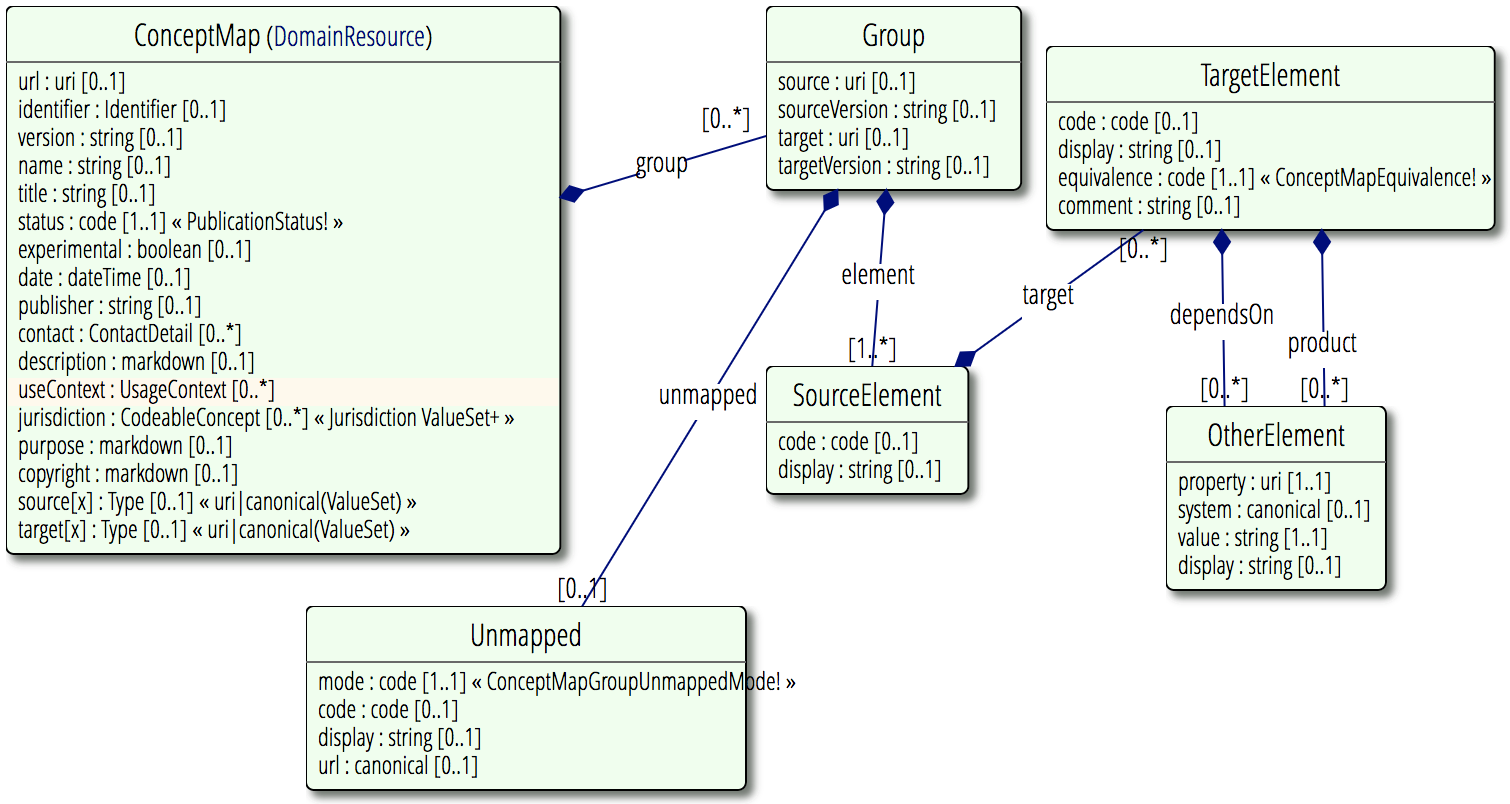 ConceptMap (DomainResource)
url : uri [0..1]
identifier : Identifier [0..1]
version : string [0..1]
name : string [0..1]
title : string [0..1]
status : code [1..1] « PublicationStatus! »
experimental : boolean [0..1]
date : dateTime [0..1]
publisher : string [0..1]
contact : ContactDetail [0..*]
description : markdown [0..1]
useContext : UsageContext [0..*]
jurisdiction : CodeableConcept [0..*] « Jurisdiction ValueSet+ »
purpose : markdown [0..1]
copyright : markdown [0..1]
source[x] : Type [0..1] « uri|canonical(ValueSet) »
target[x] : Type [0..1] « uri|canonical(ValueSet) »
[0..*]
group
Group
source : uri [0..1]
sourceVersion : string [0..1]
target : uri [0..1]
targetVersion : string [0..1]
TargetElement
code : code [0..1]
display : string [0..1]
equivalence : code [1..1] « ConceptMapEquivalence! »
comment : string [0..1]
[0..*]
element
target
dependsOn
product
[1..*]
[0..*]
[0..*]
unmapped
SourceElement
code : code [0..1]
display : string [0..1]
OtherElement
property : uri [1..1]
system : canonical [0..1]
value : string [1..1]
display : string [0..1]
[0..1]
Unmapped
mode : code [1..1] « ConceptMapGroupUnmappedMode! »
code : code [0..1]
display : string [0..1]
url : canonical [0..1]